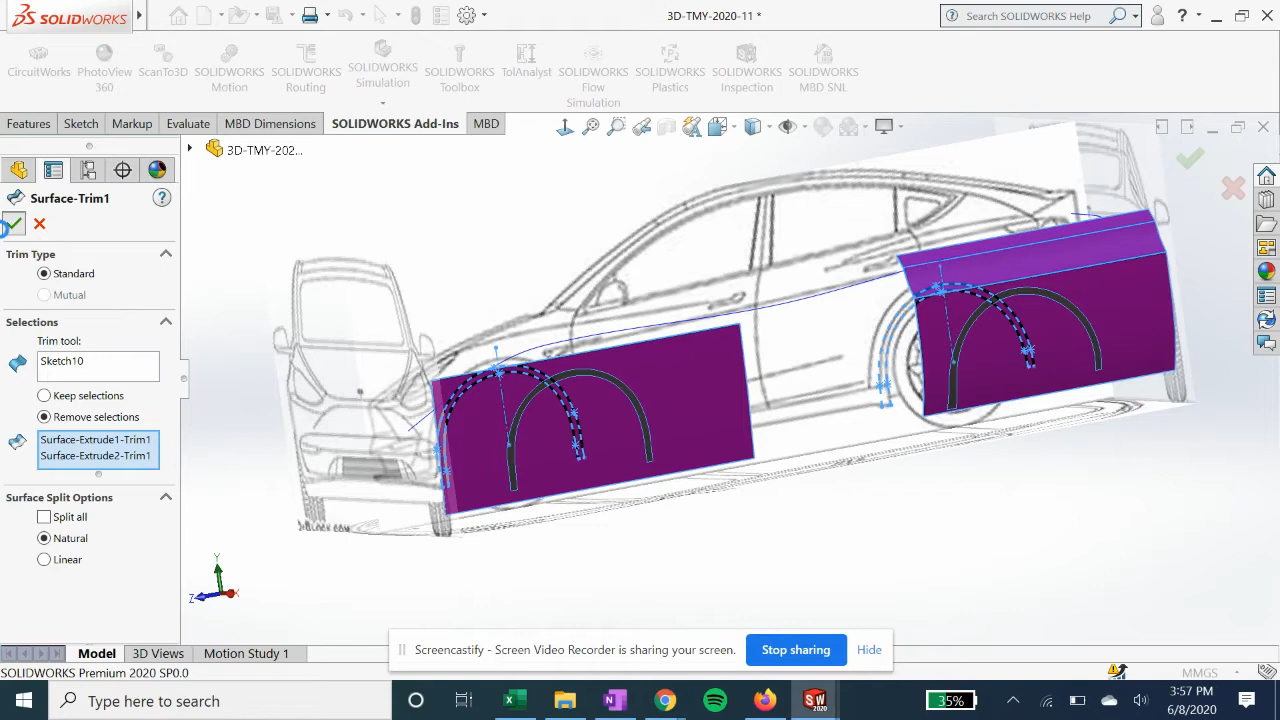 SOLIDWORKS
3D-TMY-2020-11 *
Search SOLIDWORKS Help
CircuitWorks
PhotoView 360
ScanTo3D
SOLIDWORKS Motion
SOLIDWORKS Routing
SOLIDWORKS Simulation
SOLIDWORKS Toolbox
TolAnalyst
SOLIDWORKS Flow Simulation
SOLIDWORKS Plastics
SOLIDWORKS Inspection
SOLIDWORKS MBD SNL
Features
Sketch
Markup
Evaluate
MBD Dimensions
SOLIDWORKS Add-Ins
MBD
3D-TMY-202...
Surface-Trim1
Trim Type
Standard
Mutual
Selections
Trim tool:
Sketch10
Keep selections
Remove selections
Surface-Extrude1-Trim1
Surface-Extrude2-Trim1
Surface Split Options
Split all
Natural
Linear
Y
Z
X
Model
3D Views
Motion Study 1
Screencastify - Screen Video Recorder is sharing your screen.
Stop sharing
Hide
SOLIDWORKS Premium 2020 SP0.0
MMGS
Type here to search
35%
3:57 PM
6/8/2020